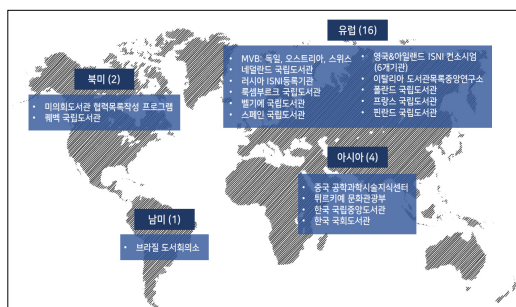 유럽 (16)
• MVB: 독일, 오스트리아, 스위스
• 네덜란드 국립도서관
• 러시아 ISNI등록기관
• 룩셈부르크 국립도서관
• 벨기에 국립도서관
• 스페인 국립도서관
• 영국&아일랜드 ISNI 컨소시엄
(6개기관)
• 이탈리아 도서관목록중앙연구소
• 폴란드 국립도서관
• 프랑스 국립도서관
• 핀란드 국립도서관
북미 (2)
• 미의회도서관 협력목록작성 프로그램
• 퀘벡 국립도서관
아시아 (4)
• 중국 공학과학시술지식센터
• 튀르키예 문화관광부
• 한국 국립중앙도서관
• 한국 국회도서관
남미 (1)
• 브라질 도서회의소